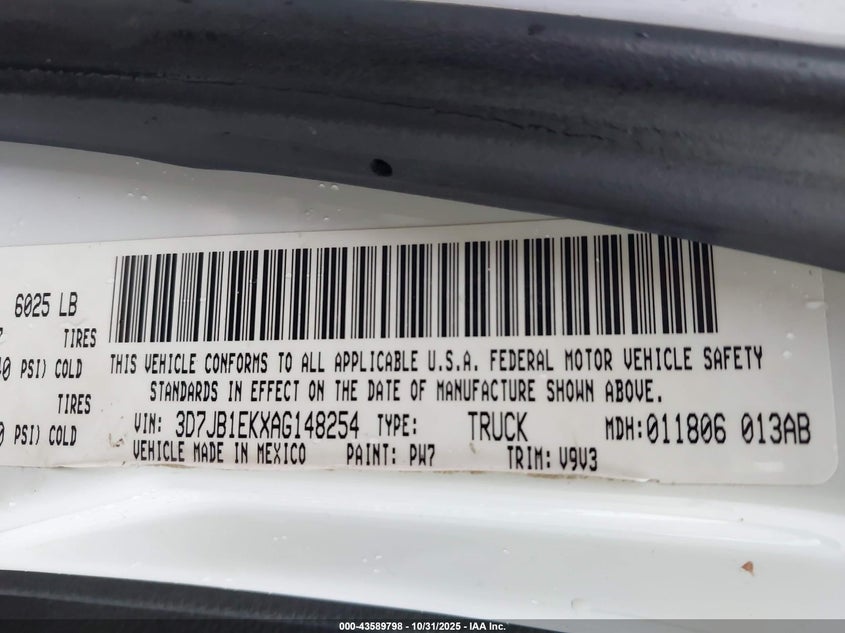 6025 LB
TIRES
PSI) COLD
TIRES
PSI) COLD
THIS VEHICLE CONFORMS TO ALL APPLICABLE U.S.A. FEDERAL MOTOR VEHICLE SAFETY
STANDARDS IN EFFECT ON THE DATE OF MANUFACTURE SHOWN ABOVE.
VIN: 3D7JB1EKXAG148254 TYPE: TRUCK MDH:011806 013AB
VEHICLE MADE IN MEXICO PAINT: PW7 TRIM: V9V3
000-43589798 - 10/31/2025 - IAA Inc.